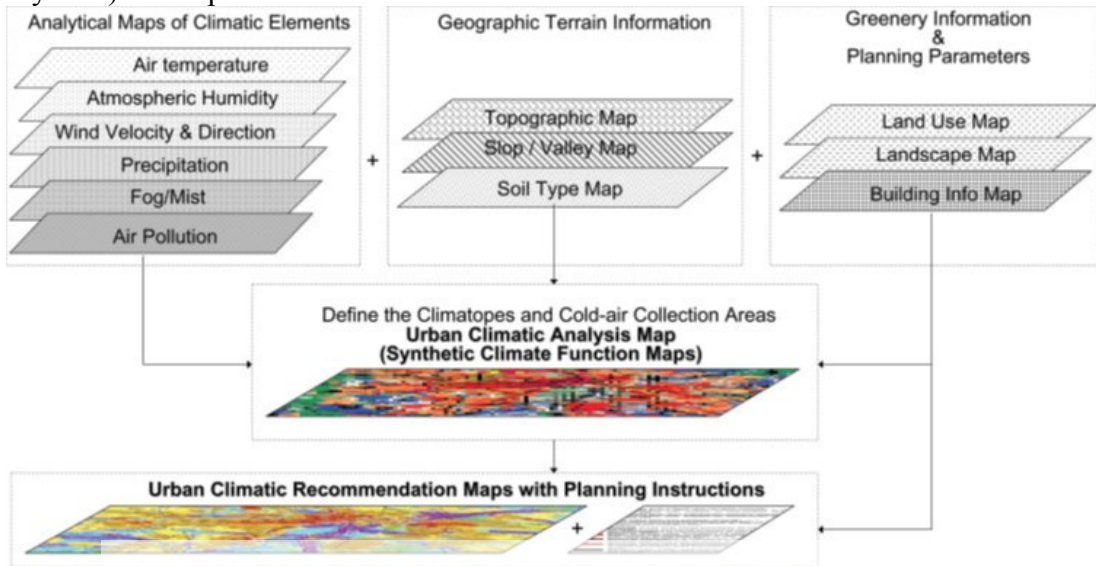 Analytical Maps of Climatic Elements
Air temperature
Atmospheric Humidity
Wind Velocity & Direction
Precipitation
Fog/Mist
Air Pollution
+
Geographic Terrain Information
Topographic Map
Slop / Valley Map
Soil Type Map
+
Greenery Information
&
Planning Parameters
Land Use Map
Landscape Map
Building Info Map
Define the Climatopes and Cold-air Collection Areas
Urban Climatic Analysis Map
(Synthetic Climate Function Maps)
Urban Climatic Recommendation Maps with Planning Instructions
+